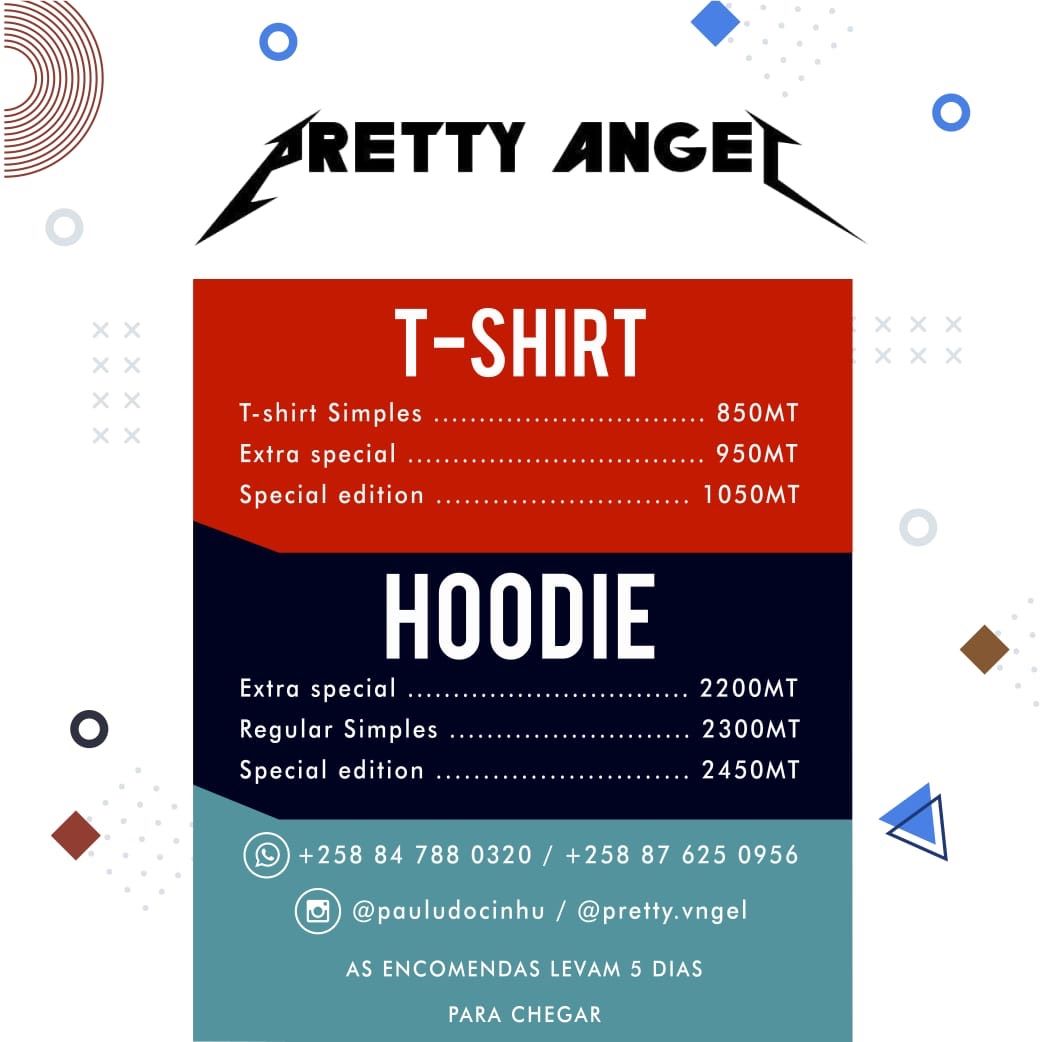 PRETTY ANGEL
T-SHIRT
T-shirt Simples .............................. 850MT
Extra special ................................. 950MT
Special edition ............................ 1050MT
HOODIE
Extra special ............................... 2200MT
Regular Simples .......................... 2300MT
Special edition ............................ 2450MT
+258 84 788 0320 / +258 87 625 0956
@pauludocinhu / @pretty.vngel
AS ENCOMENDAS LEVAM 5 DIAS
PARA CHEGAR